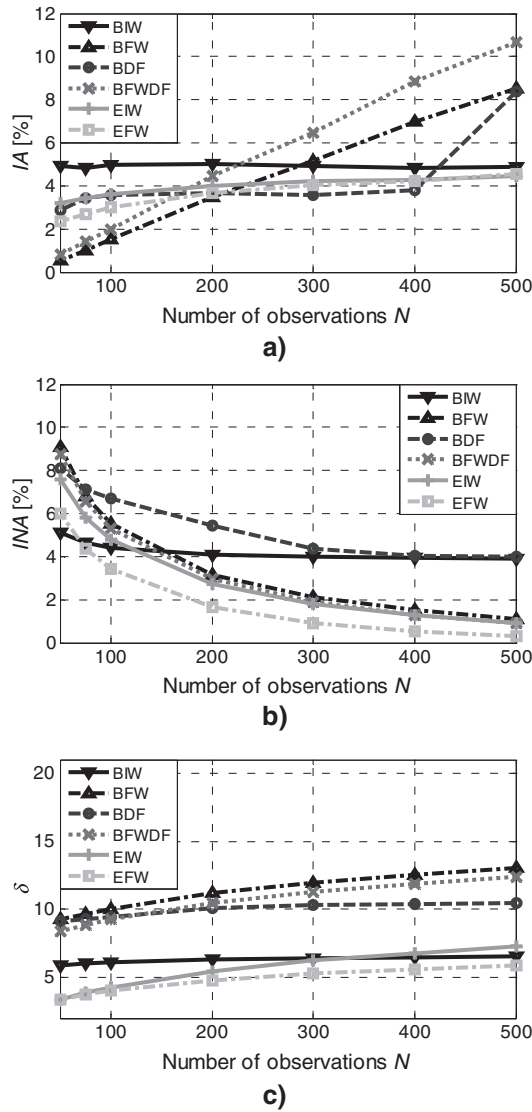 12
10
8
6
4
2
0
IA [%]
BIW
BFW
BDF
BFWDF
EIW
EFW
100
200
300
400
500
Number of observations N
a)
12
10
8
6
4
2
0
INA [%]
BIW
BFW
BDF
BFWDF
EIW
EFW
100
200
300
400
500
Number of observations N
b)
20
15
10
5
δ
BIW
BFW
BDF
BFWDF
EIW
EFW
100
200
300
400
500
Number of observations N
c)